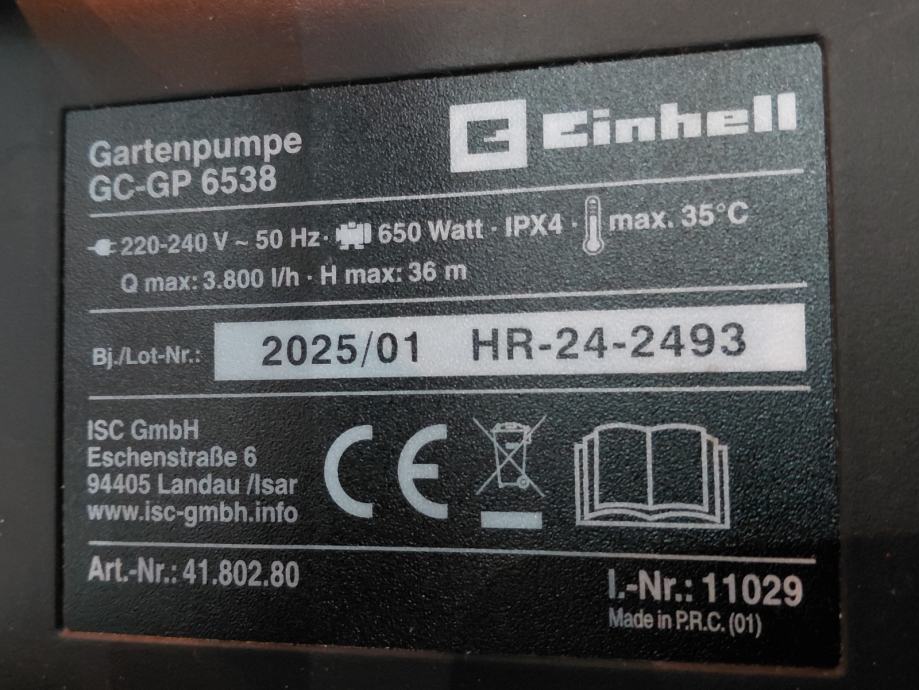 Gartenpumpe
GC-GP 6538
Einhell
220-240 V ~ 50 Hz · 650 Watt · IPX4 · max. 35°C
Q max: 3.800 l/h · H max: 36 m
Bj./Lot-Nr.: 2025/01 HR-24-2493
ISC GmbH
Eschenstraße 6
94405 Landau /Isar
www.isc-gmbh.info
CE
Art.-Nr.: 41.802.80
I.-Nr.: 11029
Made in P.R.C. (01)